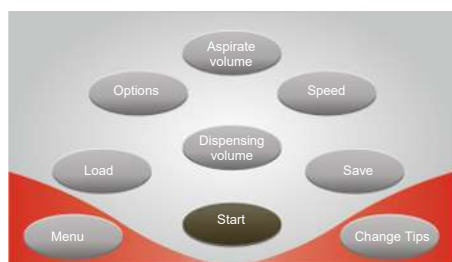 Aspirate
volume
Options
Speed
Dispensing
volume
Load
Save
Start
Menu
Change Tips